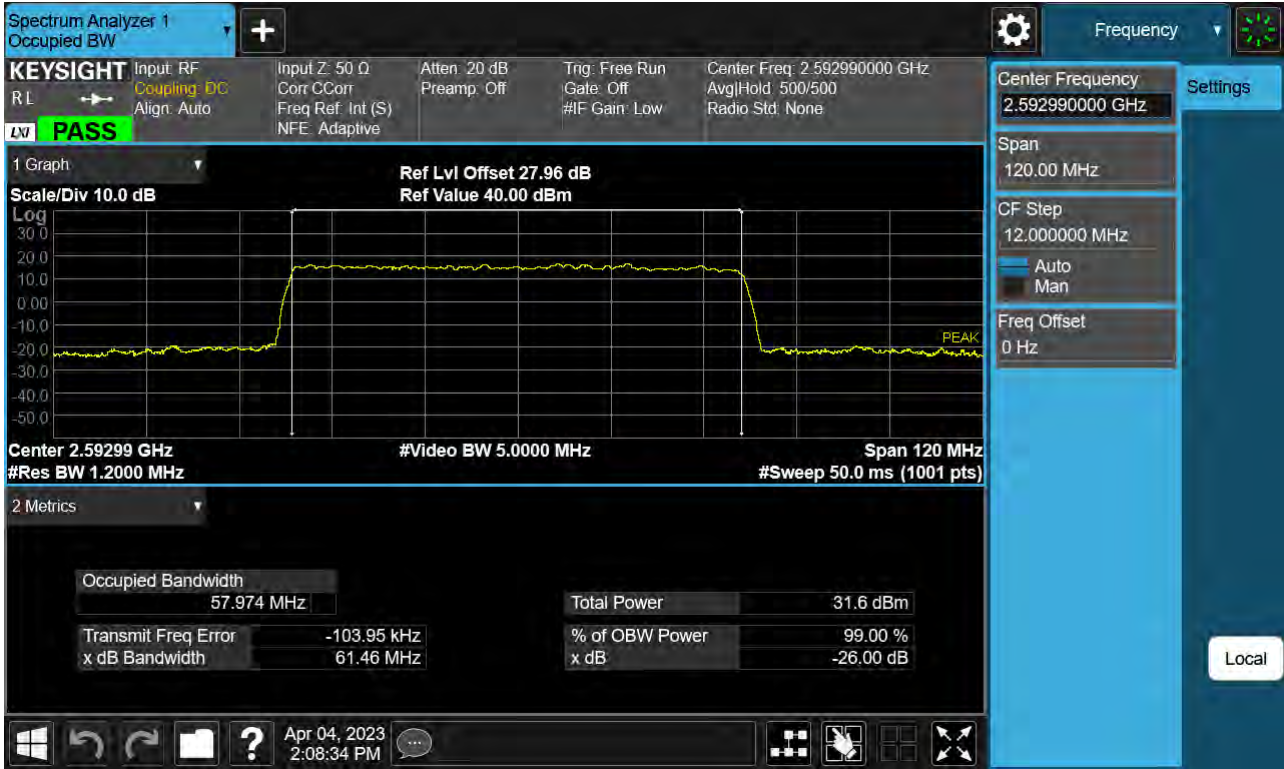 Spectrum Analyzer 1
Occupied BW
▼
+
Frequency
▼
KEYSIGHT
RL
LXI
PASS
Input: RF
Coupling: DC
Align: Auto
Input Z: 50 Ω
Corr CCorr
Freq Ref: Int (S)
NFE: Adaptive
Atten: 20 dB
Preamp: Off
Trig: Free Run
Gate: Off
#IF Gain: Low
Center Freq: 2.592990000 GHz
Avg|Hold: 500/500
Radio Std: None
1 Graph ▼
Scale/Div 10.0 dB
Ref Lvl Offset 27.96 dB
Ref Value 40.00 dBm
Log
30.0
20.0
10.0
0.00
-10.0
-20.0
-30.0
-40.0
-50.0
PEAK
Center 2.59299 GHz
#Video BW 5.0000 MHz
Span 120 MHz
#Res BW 1.2000 MHz
#Sweep 50.0 ms (1001 pts)
2 Metrics ▼
Occupied Bandwidth
57.974 MHz
Total Power 31.6 dBm
Transmit Freq Error -103.95 kHz
% of OBW Power 99.00 %
x dB Bandwidth 61.46 MHz
x dB -26.00 dB
Apr 04, 2023
2:08:34 PM
?
Center Frequency
2.592990000 GHz
Settings
Span
120.00 MHz
CF Step
12.000000 MHz
Auto
Man
Freq Offset
0 Hz
Local